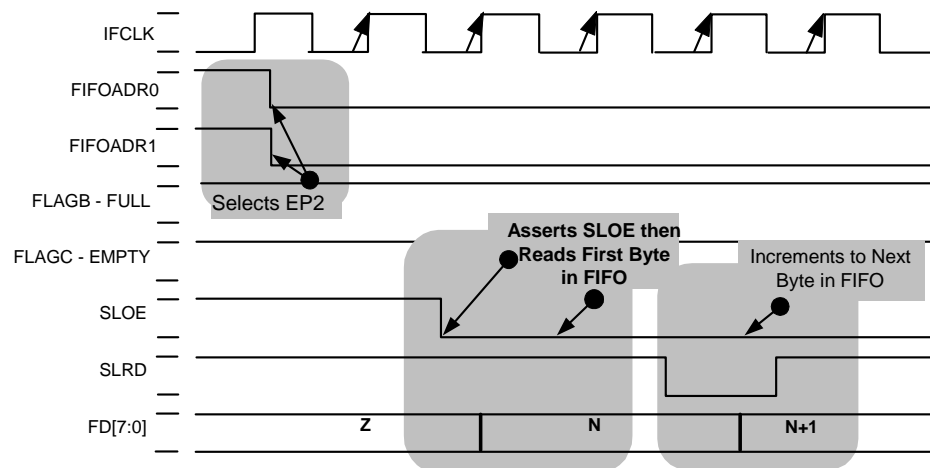 IFCLK
FIFOADR0
FIFOADR1
Selects EP2
FLAGB - FULL
Asserts SLOE then
Reads First Byte
in FIFO
FLAGC - EMPTY
Increments to Next
Byte in FIFO
SLOE
SLRD
FD[7:0]
Z
N
N+1